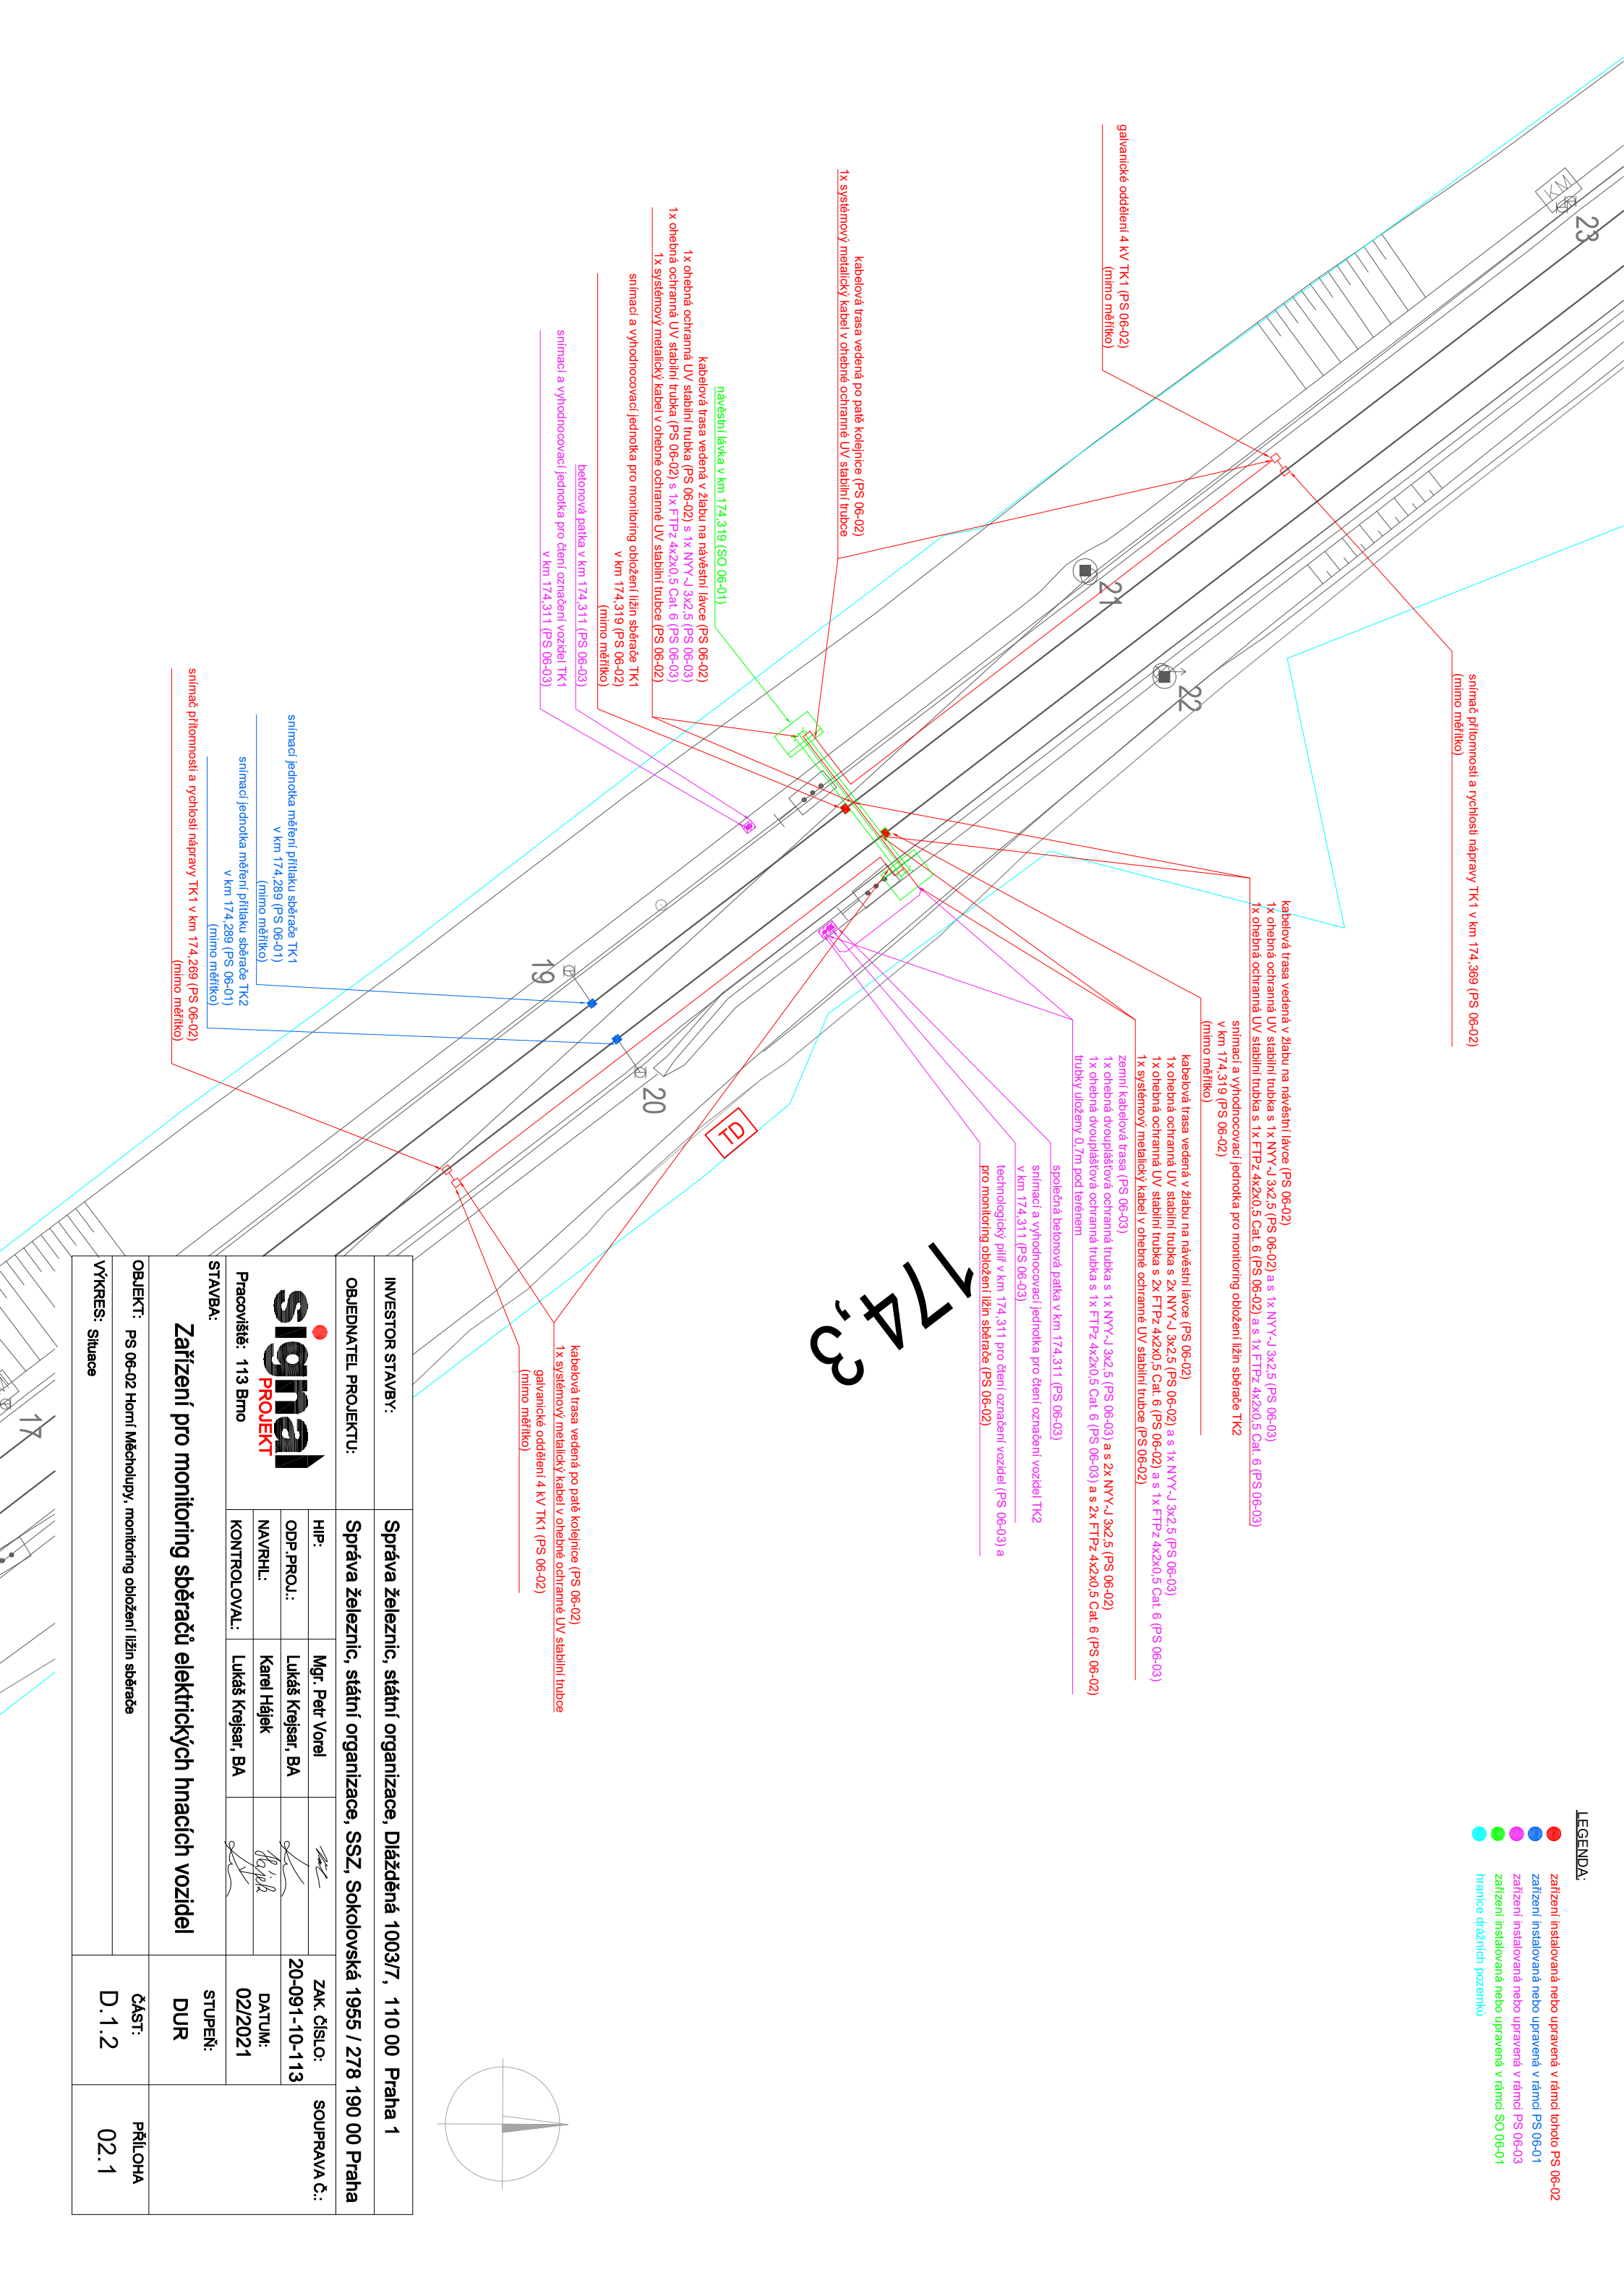 LEGENDA:
zařízení instalovaná nebo upravená v rámci tohoto PS 06-02
zařízení instalovaná nebo upravená v rámci PS 06-01
zařízení instalovaná nebo upravená v rámci PS 06-03
zařízení instalovaná nebo upravená v rámci SO 06-01
hranice drážních pozemků
KM
23
snímač přítomnosti a rychlosti nápravy TK1 v km 174,369 (PS 06-02)
(mimo měřítko)
kabelová trasa vedená v žlabu na návěstní lávce (PS 06-02)
1x ohebná ochranná UV stabilní trubka s 1x NYY-J 3x2,5 (PS 06-02) a s 1x NYY-J 3x2,5 (PS 06-03)
1x ohebná ochranná UV stabilní trubka s 1x FTPz 4x2x0,5 Cat. 6 (PS 06-02) a s 1x FTPz 4x2x0,5 Cat. 6 (PS 06-03)
snímací a vyhodnocovací jednotka pro monitoring obložení ližin sběrače TK2
v km 174,319 (PS 06-02)
(mimo měřítko)
kabelová trasa vedená v žlabu na návěstní lávce (PS 06-02)
1x ohebná ochranná UV stabilní trubka s 2x NYY-J 3x2,5 (PS 06-02) a s 1x NYY-J 3x2,5 (PS 06-03)
1x ohebná ochranná UV stabilní trubka s 2x FTPz 4x2x0,5 Cat. 6 (PS 06-02) a s 1x FTPz 4x2x0,5 Cat. 6 (PS 06-03)
1x systémový metalický kabel v ohebné ochranné UV stabilní trubce (PS 06-02)
zemní kabelová trasa (PS 06-03)
1x ohebná dvouplášťová ochranná trubka s 1x NYY-J 3x2,5 (PS 06-03) a s 2x NYY-J 3x2,5 (PS 06-02)
1x ohebná dvouplášťová ochranná trubka s 1x FTPz 4x2x0,5 Cat. 6 (PS 06-03) a s 2x FTPz 4x2x0,5 Cat. 6 (PS 06-02)
trubky uloženy 0,7m pod terénem
společná betonová patka v km 174,311 (PS 06-03)
snímací a vyhodnocovací jednotka pro čtení označení vozidel TK2
v km 174,311 (PS 06-03)
technologický pilíř v km 174,311 pro čtení označení vozidel (PS 06-03) a
pro monitoring obložení ližin sběrače (PS 06-02)
galvanické oddělení 4 kV TK1 (PS 06-02)
(mimo měřítko)
kabelová trasa vedená po patě kolejnice (PS 06-02)
1x systémový metalický kabel v ohebné ochranné UV stabilní trubce
návěstní lávka v km 174,319 (SO 06-01)
kabelová trasa vedená v žlabu na návěstní lávce (PS 06-02)
1x ohebná ochranná UV stabilní trubka (PS 06-02) s 1x NYY-J 3x2,5 (PS 06-03)
1x ohebná ochranná UV stabilní trubka (PS 06-02) s 1x FTPz 4x2x0,5 Cat. 6 (PS 06-03)
1x systémový metalický kabel v ohebné ochranné UV stabilní trubce (PS 06-02)
snímací a vyhodnocovací jednotka pro monitoring obložení ližin sběrače TK1
v km 174,319 (PS 06-02)
(mimo měřítko)
betonová patka v km 174,311 (PS 06-03)
snímací a vyhodnocovací jednotka pro čtení označení vozidel TK1
v km 174,311 (PS 06-03)
21
22
19
20
TD
174,3
17
snímací jednotka měření přítlaku sběrače TK1
v km 174,289 (PS 06-01)
(mimo měřítko)
snímací jednotka měření přítlaku sběrače TK2
v km 174,289 (PS 06-01)
(mimo měřítko)
snímač přítomnosti a rychlosti nápravy TK1 v km 174,269 (PS 06-02)
(mimo měřítko)
kabelová trasa vedená po patě kolejnice (PS 06-02)
1x systémový metalický kabel v ohebné ochranné UV stabilní trubce
galvanické oddělení 4 kV TK1 (PS 06-02)
(mimo měřítko)
INVESTOR STAVBY: Správa železnic, státní organizace, Dlážděná 1003/7, 110 00 Praha 1
OBJEDNATEL PROJEKTU: Správa železnic, státní organizace, SSZ, Sokolovská 1955 / 278 190 00 Praha
signal
PROJEKT
Pracoviště: 113 Brno
HIP: Mgr. Petr Vorel
ODP.PROJ.: Lukáš Krejsar, BA
NAVRHL: Karel Hájek
Hájek
KONTROLOVAL: Lukáš Krejsar, BA
ZAK. ČÍSLO:
20-091-10-113
DATUM:
02/2021
SOUPRAVA Č.:
STAVBA:
Zařízení pro monitoring sběračů elektrických hnacích vozidel
STUPEŇ:
DUR
OBJEKT: PS 06-02 Horní Měcholupy, monitoring obložení ližin sběrače
VÝKRES: Situace
ČÁST:
D.1.2
PŘÍLOHA
02.1